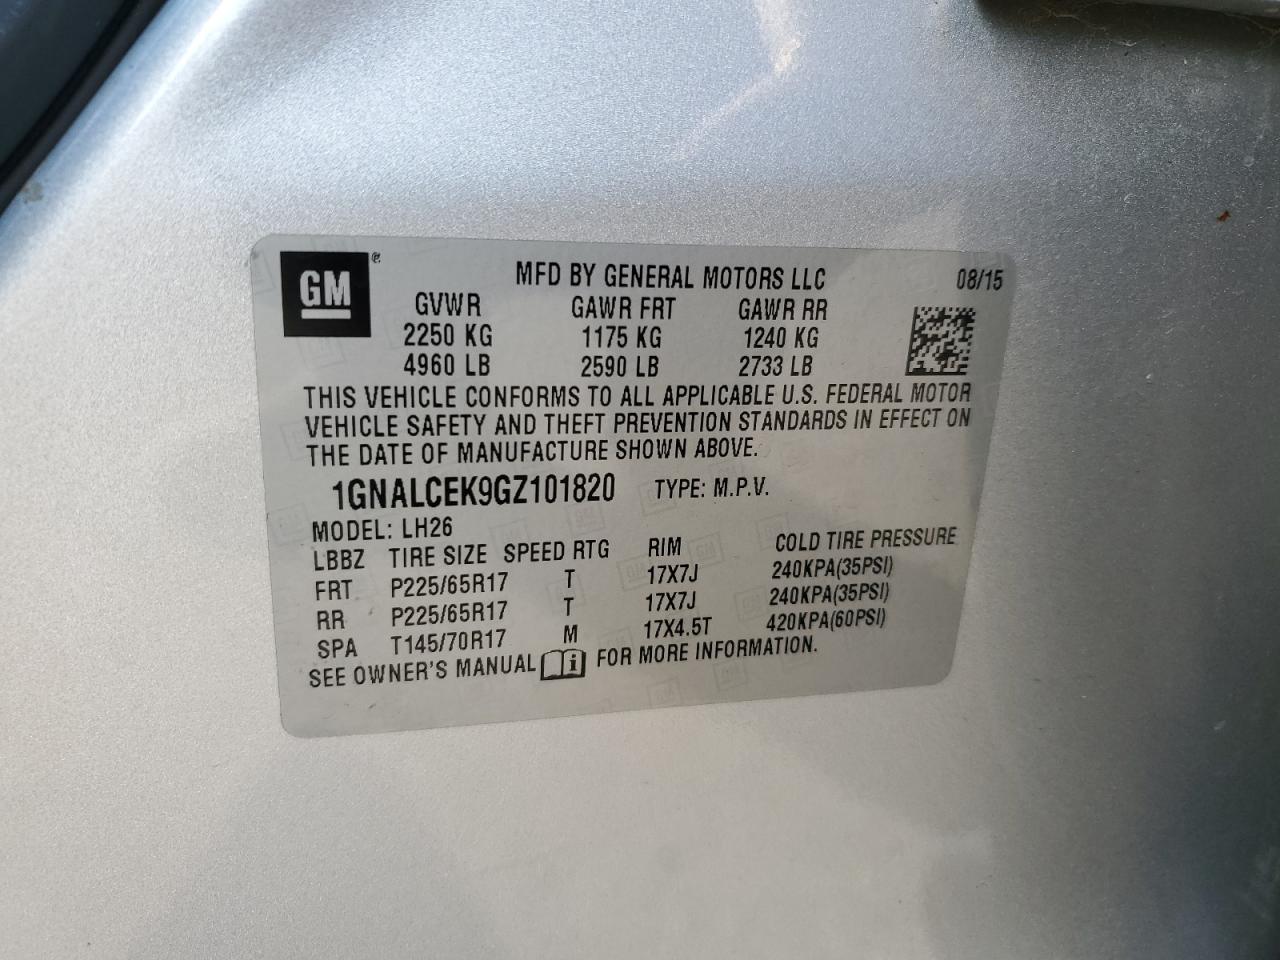 GM®
MFD BY GENERAL MOTORS LLC 08/15
GVWR GAWR FRT GAWR RR
2250 KG 1175 KG 1240 KG
4960 LB 2590 LB 2733 LB
THIS VEHICLE CONFORMS TO ALL APPLICABLE U.S. FEDERAL MOTOR
VEHICLE SAFETY AND THEFT PREVENTION STANDARDS IN EFFECT ON
THE DATE OF MANUFACTURE SHOWN ABOVE.
1GNALCEK9GZ101820 TYPE: M.P.V.
MODEL: LH26
LBBZ TIRE SIZE SPEED RTG RIM COLD TIRE PRESSURE
FRT P225/65R17 T 17X7J 240KPA(35PSI)
RR P225/65R17 T 17X7J 240KPA(35PSI)
SPA T145/70R17 M 17X4.5T 420KPA(60PSI)
SEE OWNER'S MANUAL i FOR MORE INFORMATION.